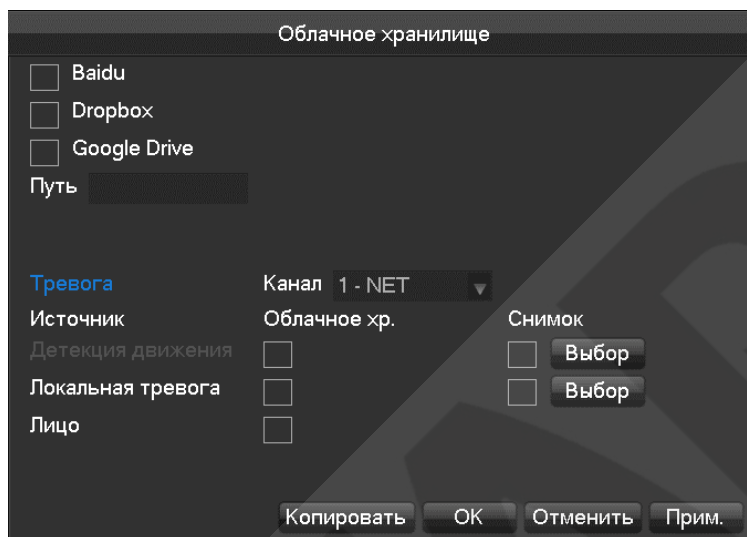 Облачное хранилище
Baidu
Dropbox
Google Drive
Путь
Тревога Канал 1 - NET
Источник Облачное хр. Снимок
Детекция движения Выбор
Локальная тревога Выбор
Лицо
Копировать OK Отменить Прим.